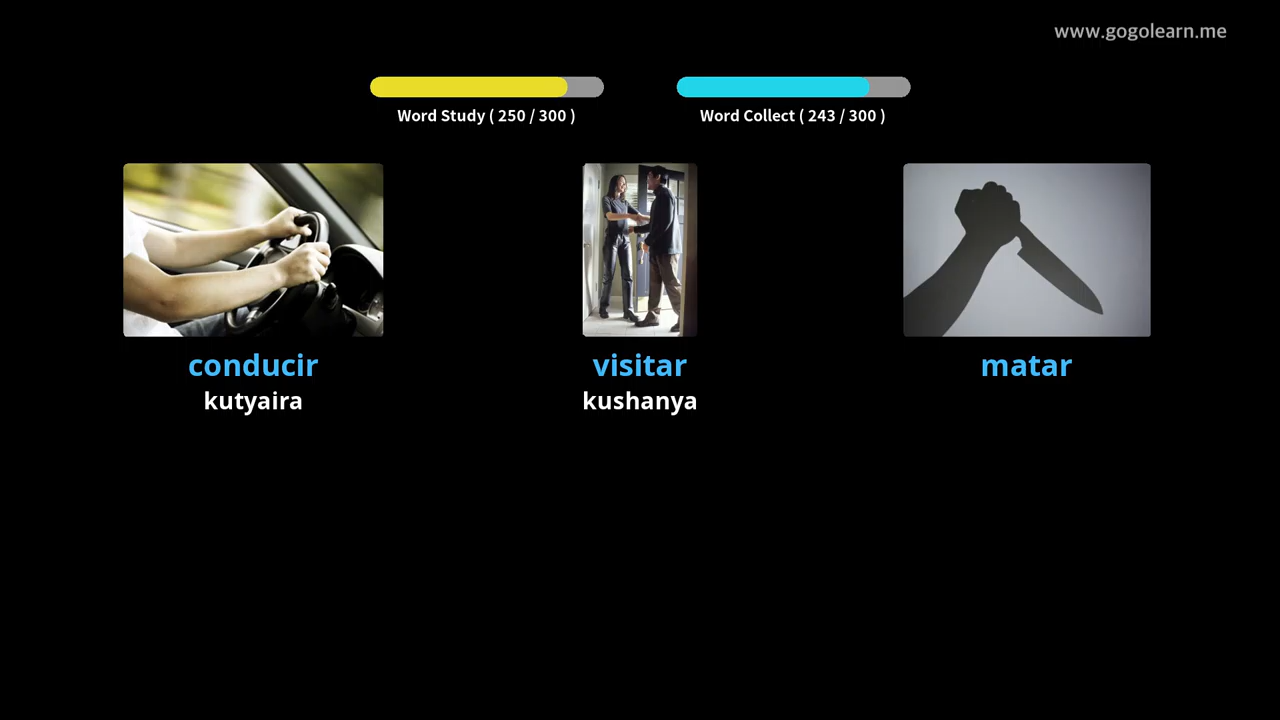 www.gogolearn.me
Word Study ( 250 / 300 )
Word Collect ( 243 / 300 )
conducir
kutyaira
visitar
kushanya
matar